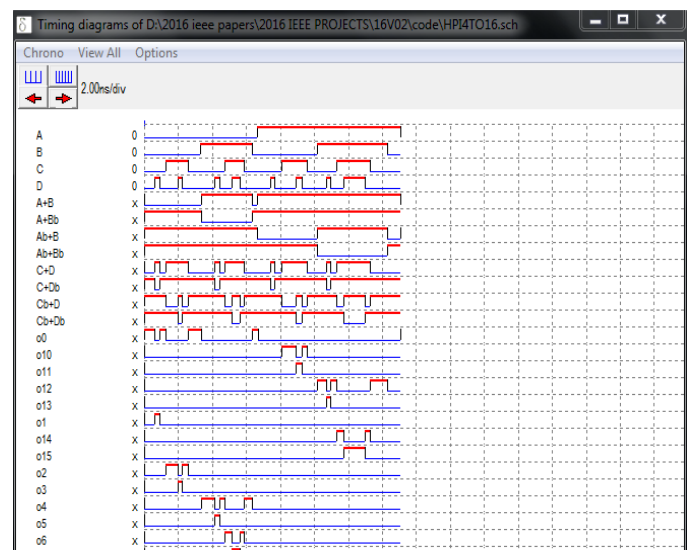 Timing diagrams of D:\2016 ieee papers\2016 IEEE PROJECTS\16V02\code\HPI4TO16.sch
Chrono View All Options
2.00ns/div
A 0
B 0
C 0
D 0
A+B x
A+Bb x
Ab+B x
Ab+Bb x
C+D x
C+Db x
Cb+D x
Cb+Db x
o0 x
o10 x
o11 x
o12 x
o13 x
o1 x
o14 x
o15 x
o2 x
o3 x
o4 x
o5 x
o6 x